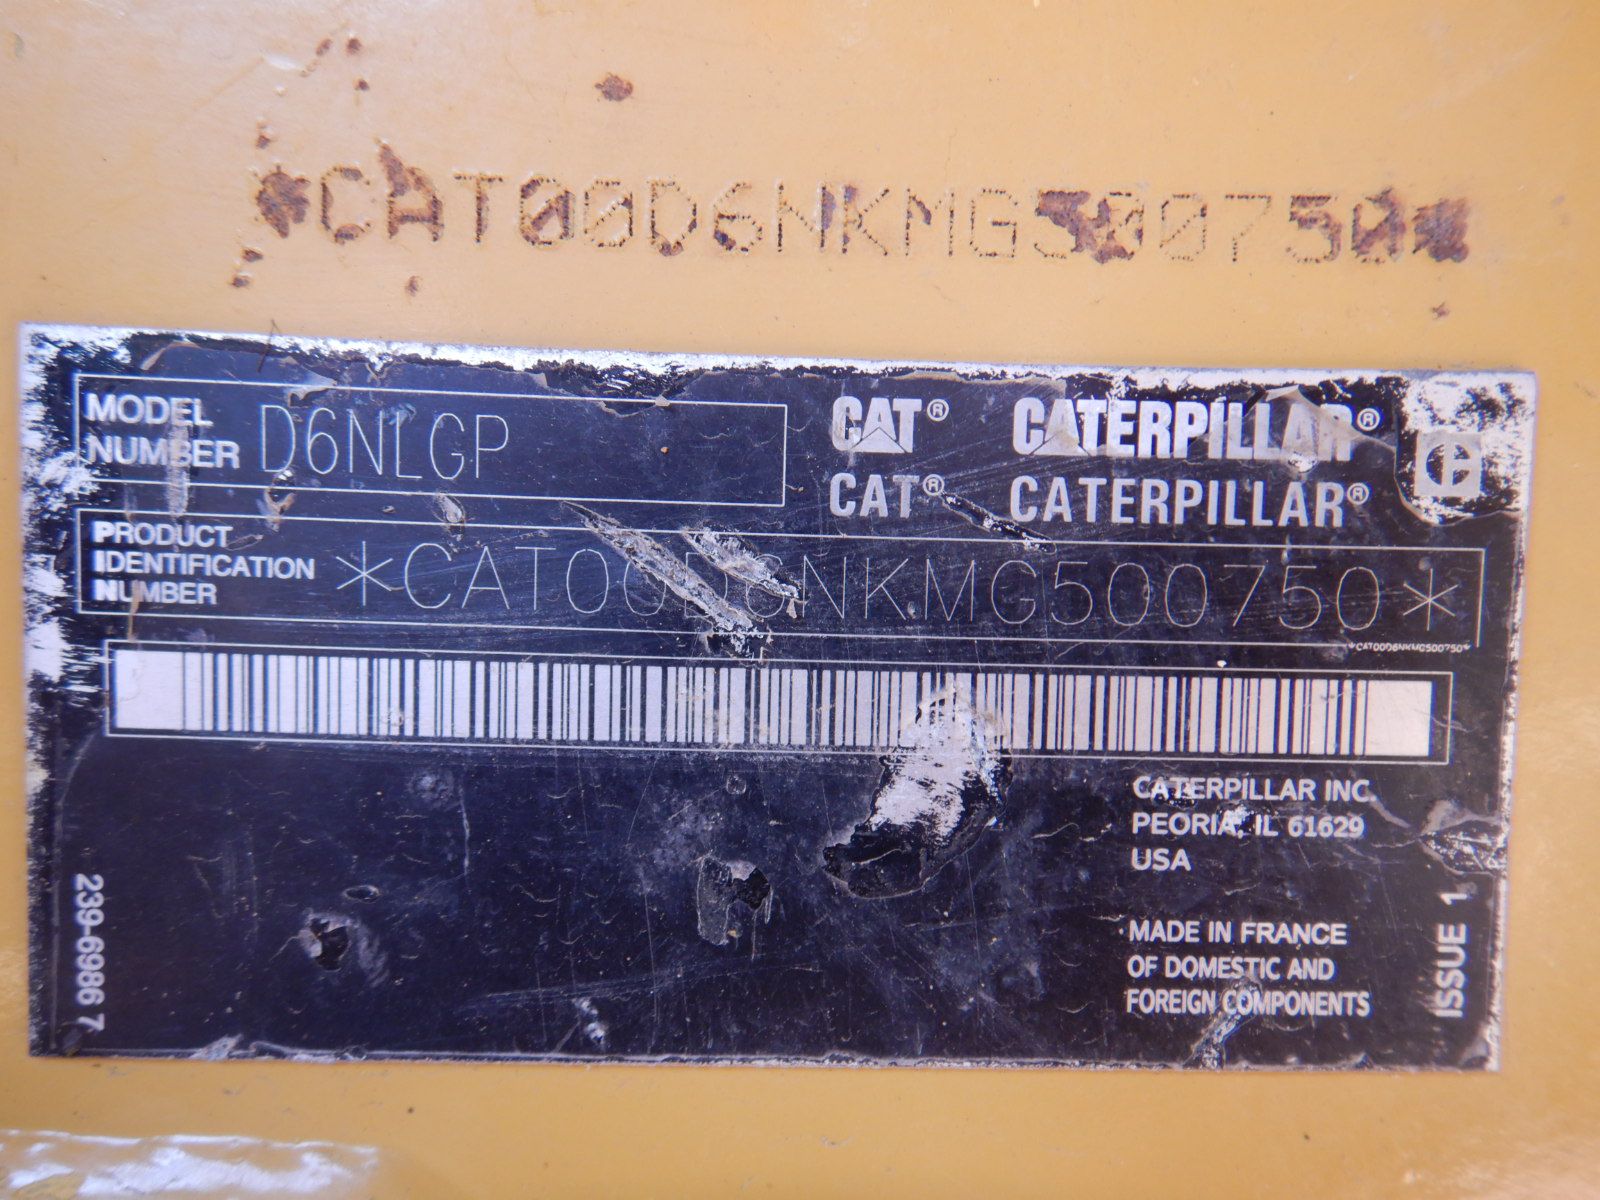 *CAT00D6NKMG500750*
MODEL NUMBER D6NLGP
CAT® CATERPILLAR®
CAT® CATERPILLAR®
PRODUCT IDENTIFICATION NUMBER *CAT00D6NKMG500750*
*CAT00D6NKMG500750*
CATERPILLAR INC.
PEORIA, IL 61629
USA
MADE IN FRANCE
OF DOMESTIC AND
FOREIGN COMPONENTS
239-6986 7
ISSUE 1